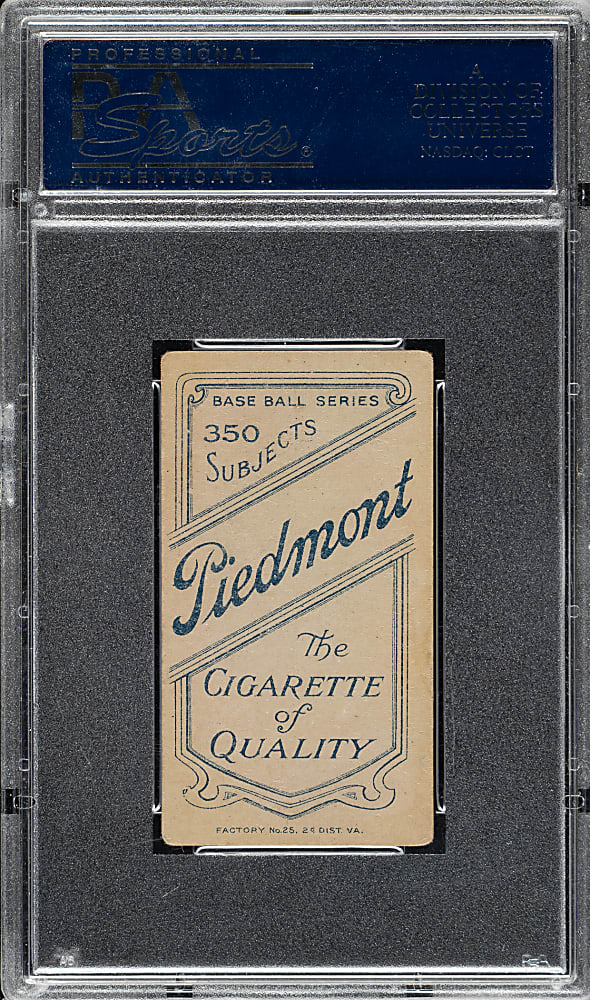 PROFESSIONAL
PSA
Sports
AUTHENTICATOR
A
DIVISION OF
COLLECTORS
UNIVERSE
NASDAQ: CLCT
BASE BALL SERIES
350
SUBJECTS
Piedmont
The
CIGARETTE
of
QUALITY
FACTORY No.25, 2d DIST. VA.
PSA